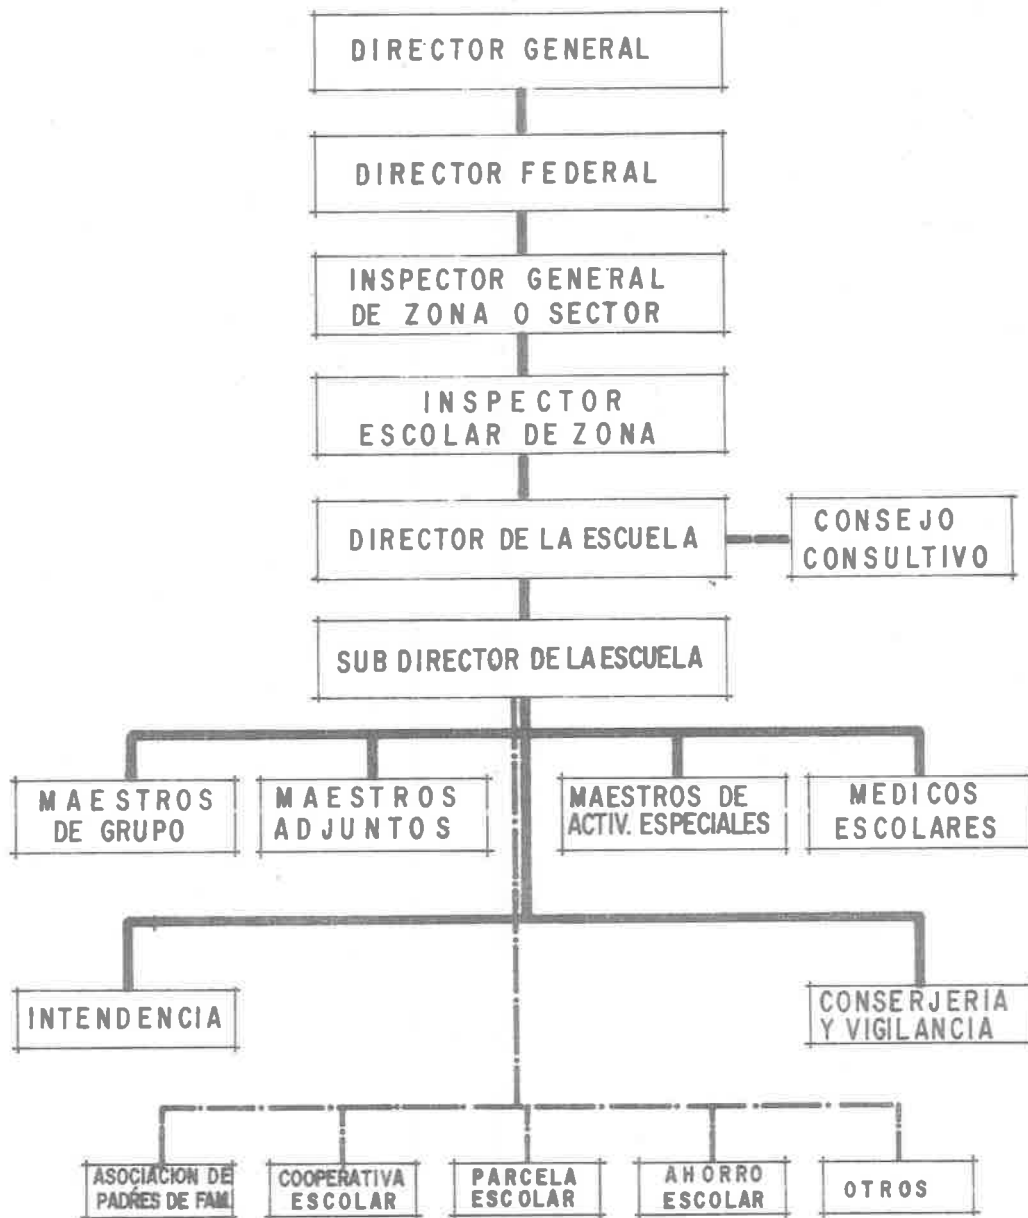 DIRECTOR GENERAL
DIRECTOR FEDERAL
INSPECTOR GENERAL
DE ZONA O SECTOR
INSPECTOR
ESCOLAR DE ZONA
DIRECTOR DE LA ESCUELA
CONSEJO
CONSULTIVO
SUB DIRECTOR DE LA ESCUELA
MAESTROS
DE GRUPO
MAESTROS
ADJUNTOS
MAESTROS DE
ACTIV. ESPECIALES
MEDICOS
ESCOLARES
INTENDENCIA
CONSERJERIA
Y VIGILANCIA
ASOCIACION DE
PADRES DE FAM.
COOPERATIVA
ESCOLAR
PARCELA
ESCOLAR
AHORRO
ESCOLAR
OTROS